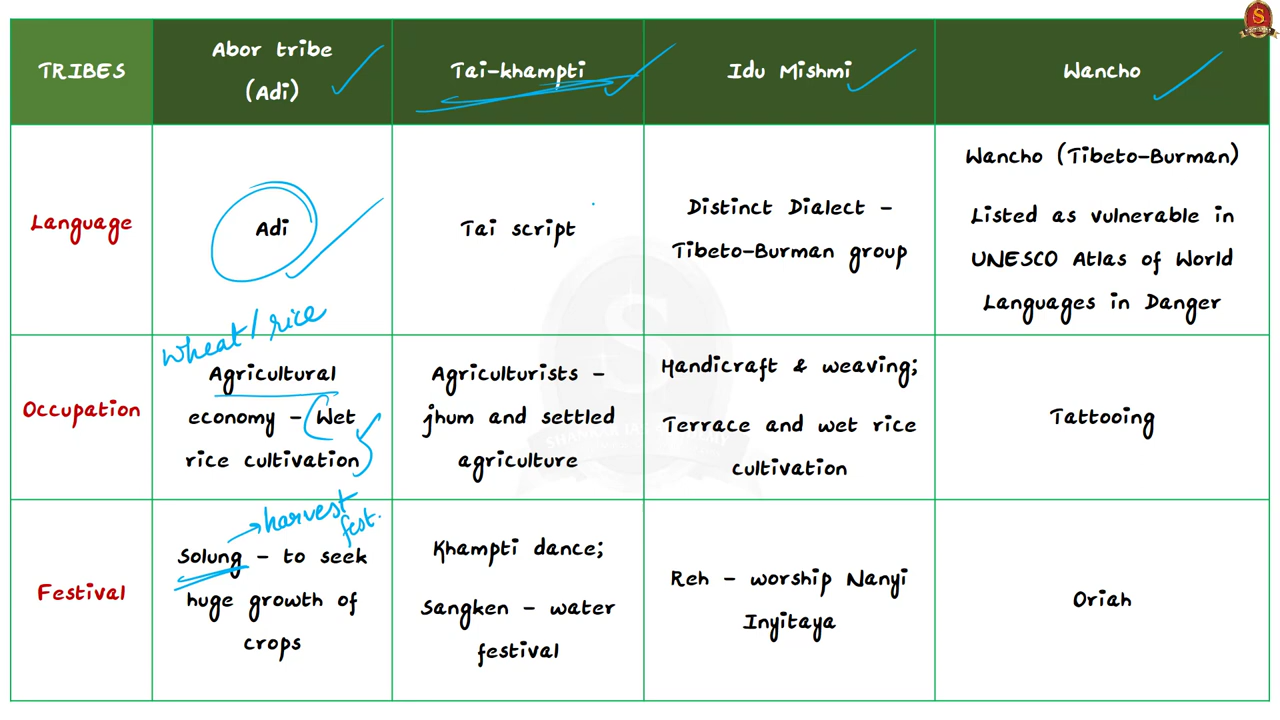 TRIBES
Abor tribe
(Adi)
Tai-khampti
Idu Mishmi
Wancho
Language
Adi
Tai script
Distinct Dialect -
Tibeto-Burman group
Wancho (Tibeto-Burman)
Listed as vulnerable in
UNESCO Atlas of World
Languages in Danger
wheat/rice
Occupation
Agricultural
economy - Wet
rice cultivation
Agriculturists -
jhum and settled
agriculture
Handicraft & weaving;
Terrace and wet rice
cultivation
Tattooing
harvest
fest.
Festival
Solung - to seek
huge growth of
crops
Khampti dance;
Sangken - water
festival
Reh - worship Nanyi
Inyitaya
Oriah